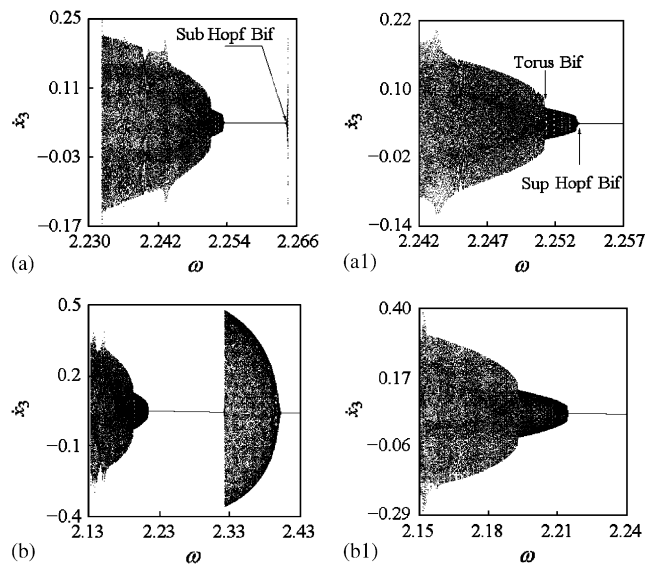 0.25
Sub Hopf Bif
0.11
ẋ3
−0.03
−0.17
2.230 2.242 2.254 2.266
(a)
ω
0.22
0.10
Torus Bif
ẋ3
−0.02
Sup Hopf Bif
−0.14
2.242 2.247 2.252 2.257
(a1)
ω
0.5
0.2
ẋ3
−0.1
−0.4
2.13 2.23 2.33 2.43
(b)
ω
0.40
0.17
ẋ3
−0.06
−0.29
2.15 2.18 2.21 2.24
(b1)
ω